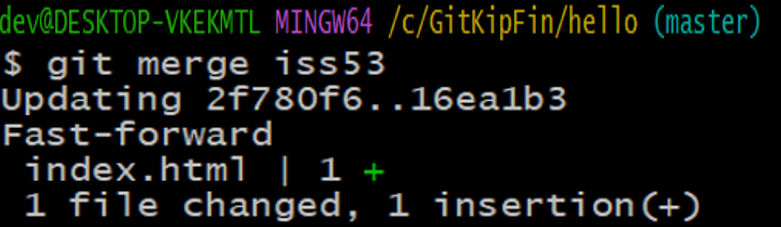 dev@DESKTOP-VKEKMTL MINGW64 /c/GitKipFin/hello (master)
$ git merge iss53
Updating 2f780f6..16ea1b3
Fast-forward
 index.html | 1 +
 1 file changed, 1 insertion(+)